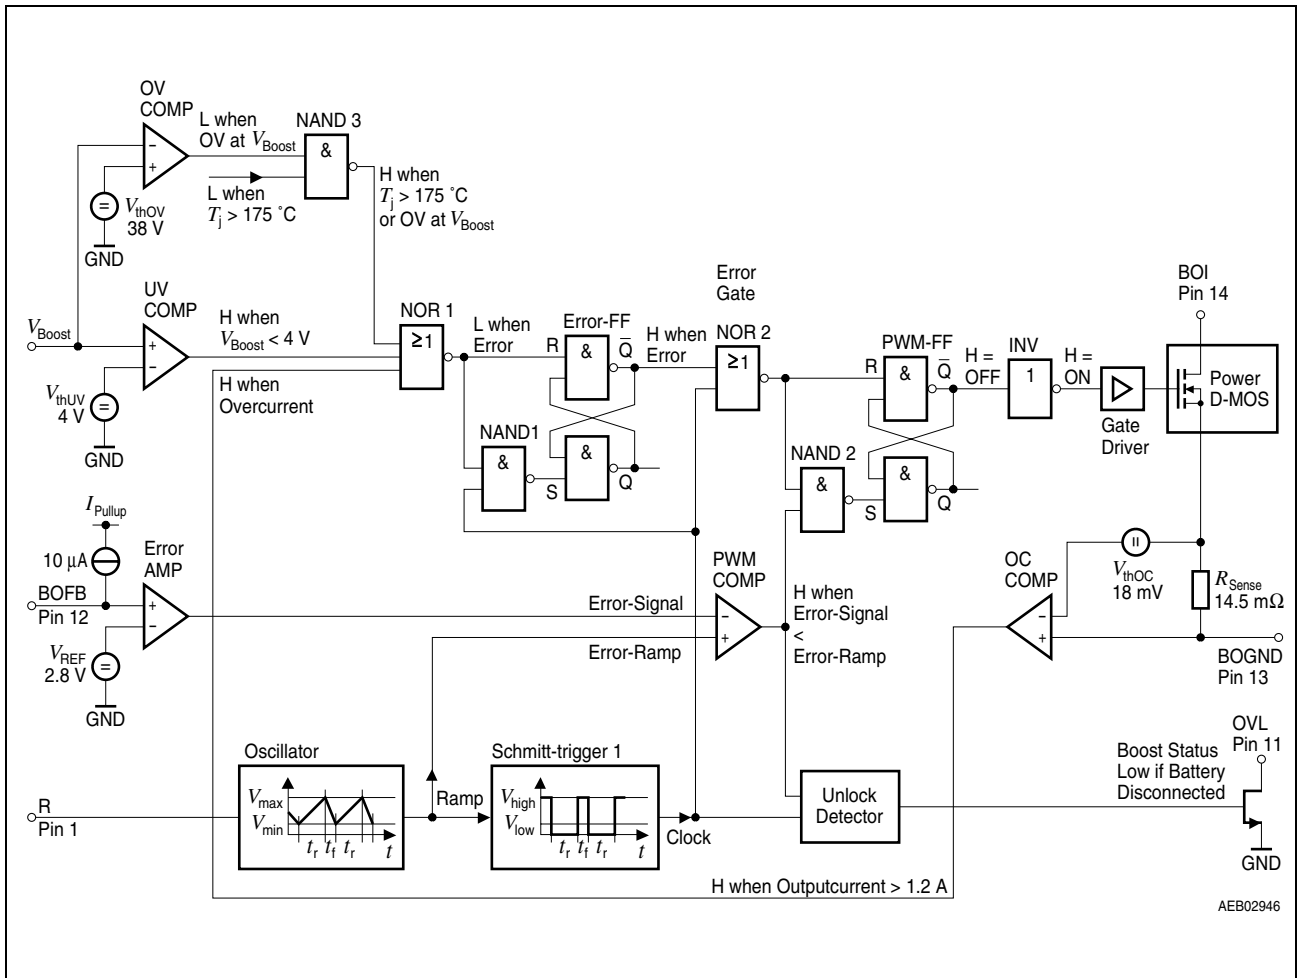 OV
COMP
L when
OV at VBoost
NAND 3
&
−
+
L when
Tj > 175 ˚C
H when
Tj > 175 ˚C
or OV at VBoost
=
VthOV
38 V
GND
UV
COMP
H when
VBoost < 4 V
VBoost
+
−
VthUV
4 V
=
GND
H when
Overcurrent
NOR 1
≥1
L when
Error
Error-FF
R
&
Q
H when
Error
NAND1
&
S
&
Q
Error
Gate
NOR 2
≥1
PWM-FF
R
&
Q
H =
OFF
INV
1
H =
ON
Gate
Driver
BOI
Pin 14
Power
D-MOS
NAND 2
&
S
&
Q
IPullup
10 µA
Error
AMP
BOFB
Pin 12
+
−
VREF
2.8 V
=
GND
Error-Signal
Error-Ramp
PWM
COMP
−
+
H when
Error-Signal
<
Error-Ramp
OC
COMP
−
+
=
VthOC
18 mV
RSense
14.5 mΩ
BOGND
Pin 13
OVL
Pin 11
Boost Status
Low if Battery
Disconnected
GND
R
Pin 1
Oscillator
Vmax
Vmin
tr
tf
tr
t
Ramp
Schmitt-trigger 1
Vhigh
Vlow
tr
tf
tr
t
Clock
Unlock
Detector
H when Outputcurrent > 1.2 A
AEB02946